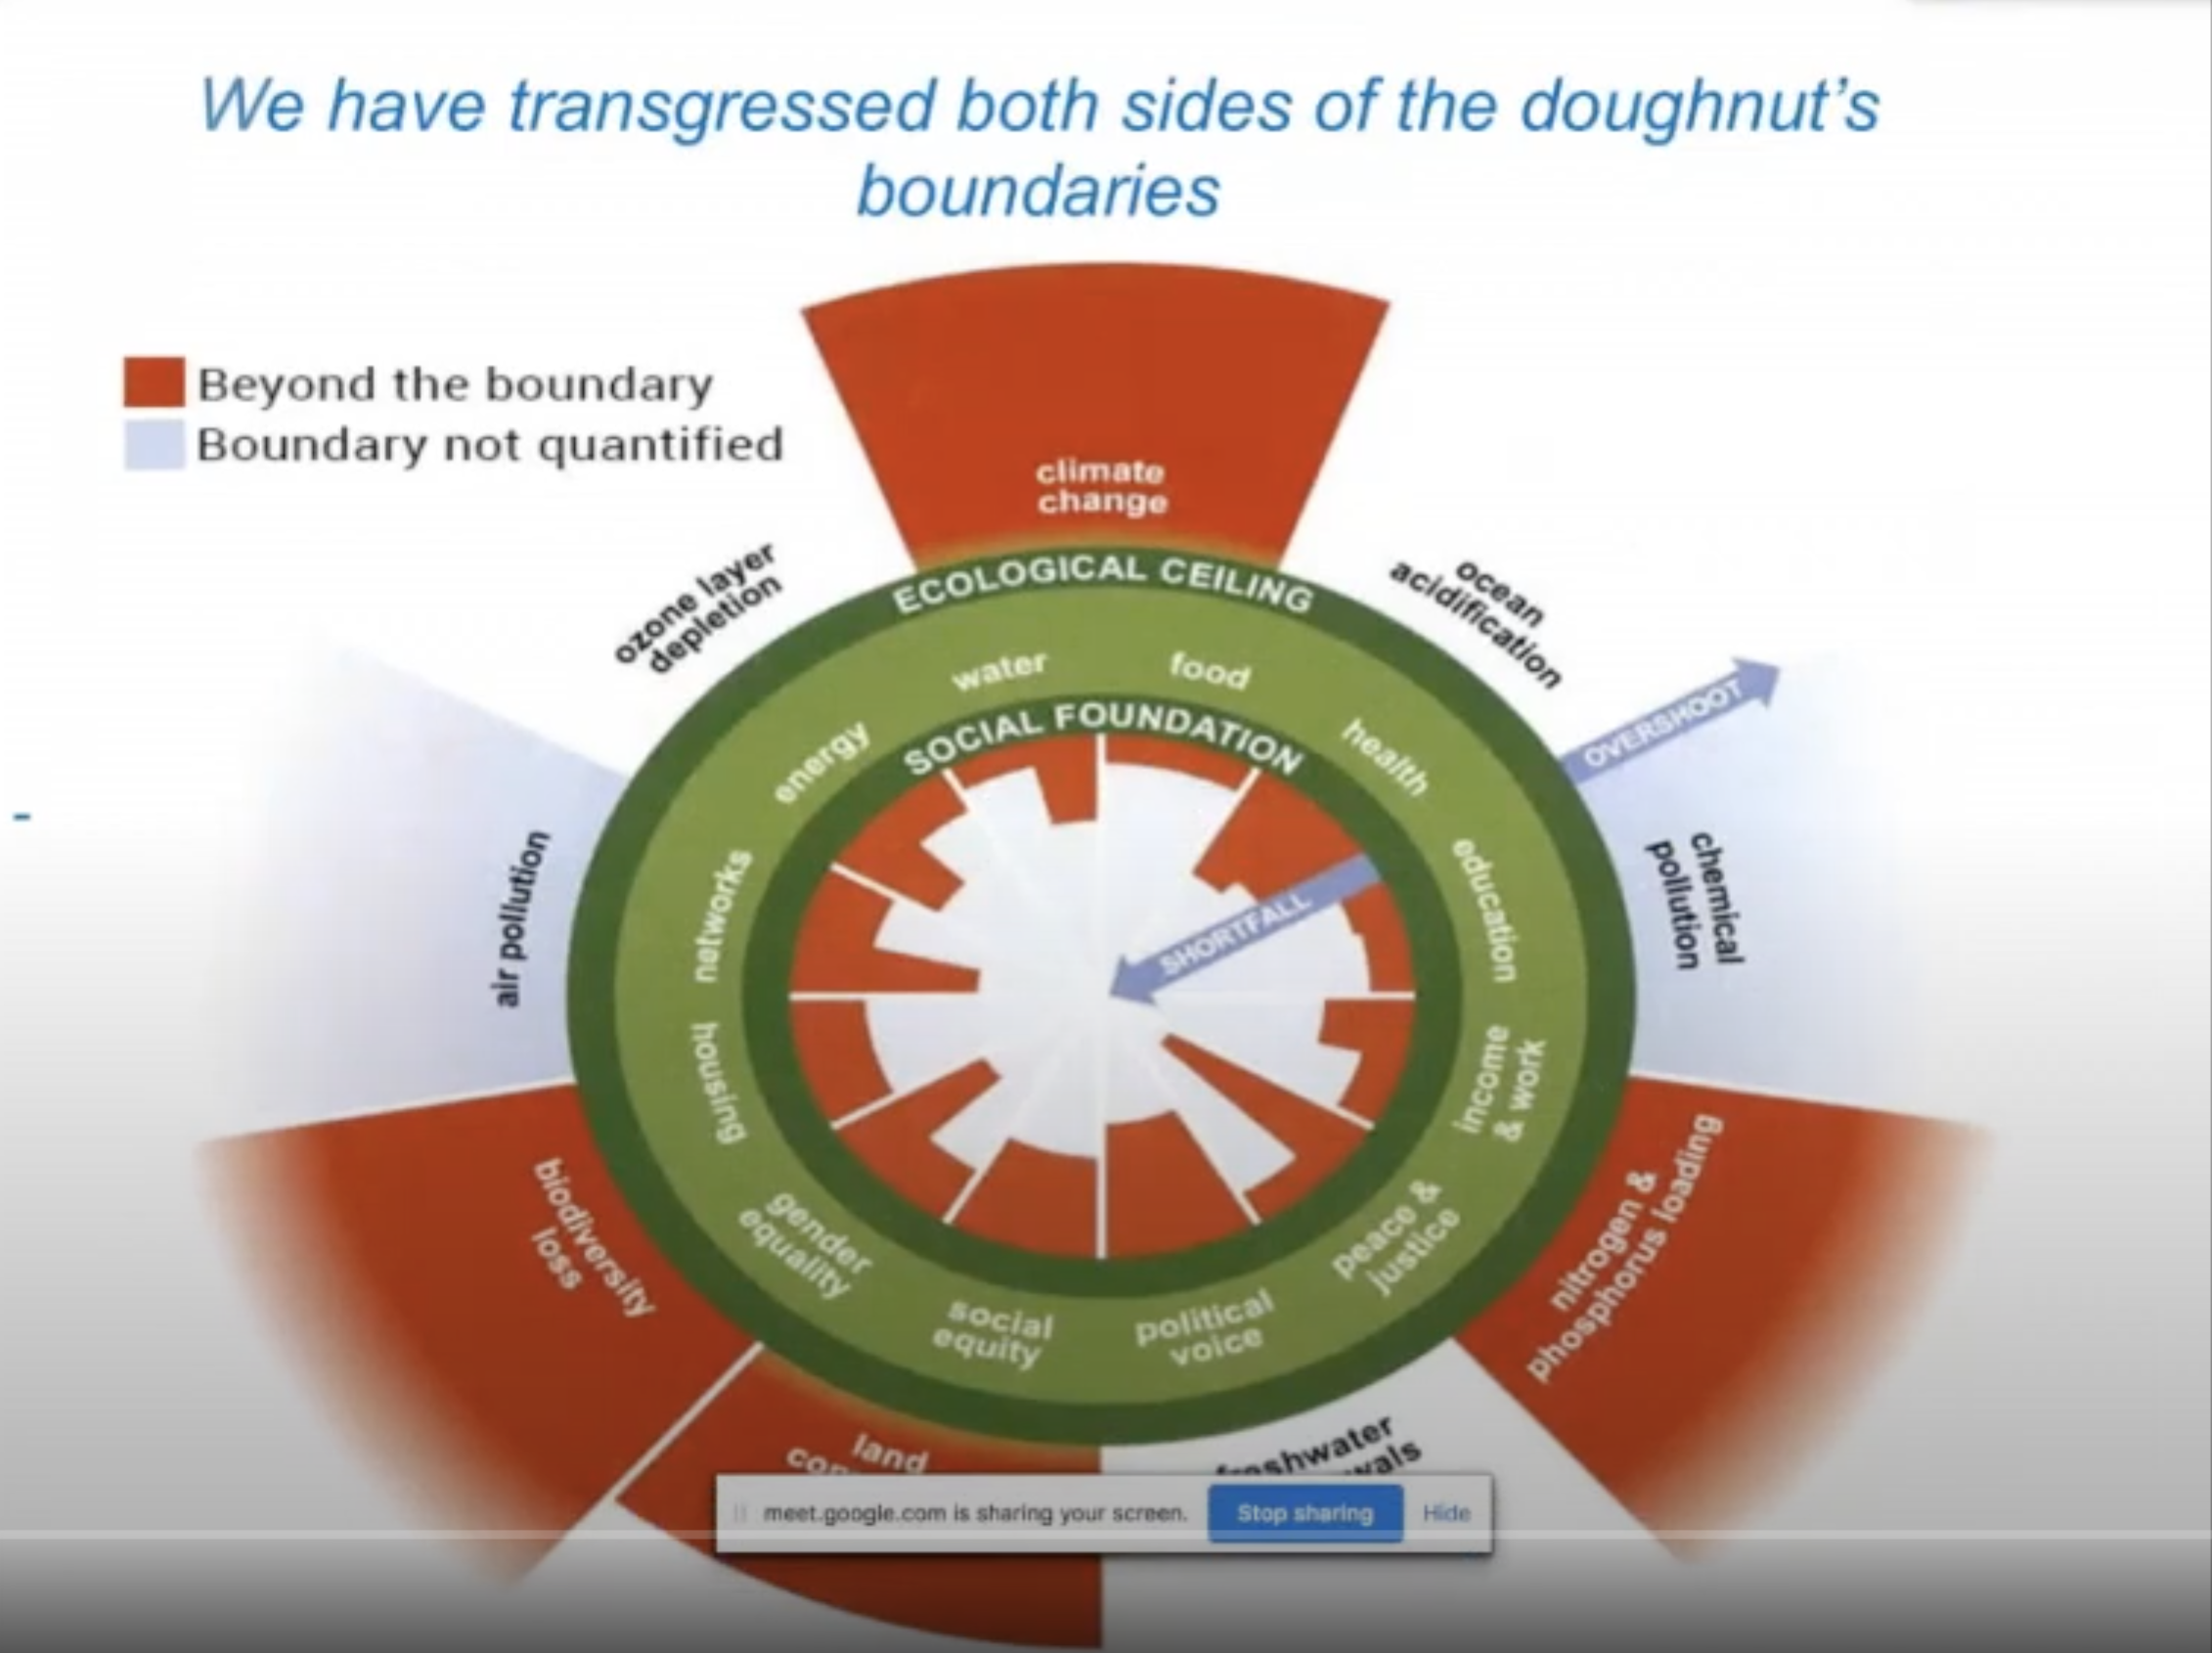 We have transgressed both sides of the doughnut's
boundaries
Beyond the boundary
Boundary not quantified
climate
change
ozone layer
depletion
ocean
acidification
ECOLOGICAL CEILING
water
food
OVERSHOOT
SOCIAL FOUNDATION
energy
health
chemical
pollution
air pollution
networks
education
SHORTFALL
housing
income
& work
nitrogen &
phosphorus loading
biodiversity
loss
gender
equality
peace &
justice
social
equity
political
voice
land
freshwater
meet.google.com is sharing your screen.
Stop sharing
Hide